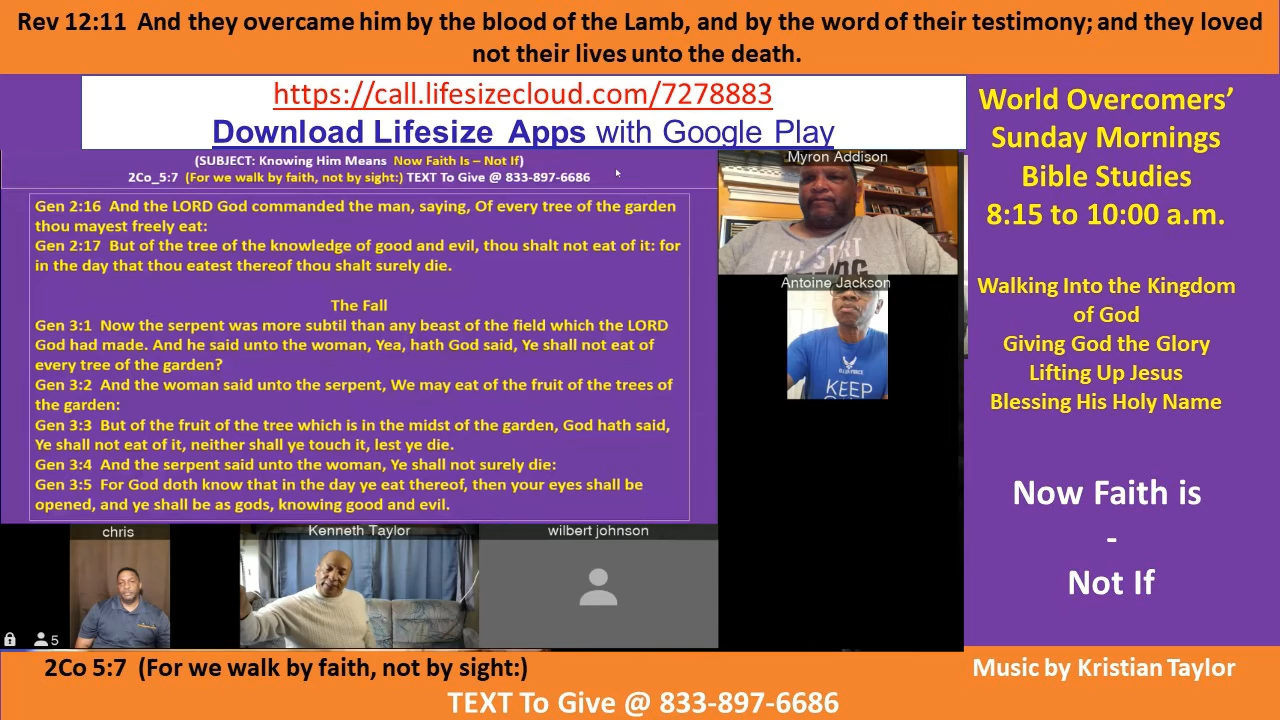 Rev 12:11 And they overcame him by the blood of the Lamb, and by the word of their testimony; and they loved
not their lives unto the death.
https://call.lifesizecloud.com/7278883
Download Lifesize Apps with Google Play
(SUBJECT: Knowing Him Means Now Faith Is – Not If)
2Co_5:7 (For we walk by faith, not by sight:) TEXT To Give @ 833-897-6686
Gen 2:16 And the LORD God commanded the man, saying, Of every tree of the garden
thou mayest freely eat:
Gen 2:17 But of the tree of the knowledge of good and evil, thou shalt not eat of it: for
in the day that thou eatest thereof thou shalt surely die.
The Fall
Gen 3:1 Now the serpent was more subtil than any beast of the field which the LORD
God had made. And he said unto the woman, Yea, hath God said, Ye shall not eat of
every tree of the garden?
Gen 3:2 And the woman said unto the serpent, We may eat of the fruit of the trees of
the garden:
Gen 3:3 But of the fruit of the tree which is in the midst of the garden, God hath said,
Ye shall not eat of it, neither shall ye touch it, lest ye die.
Gen 3:4 And the serpent said unto the woman, Ye shall not surely die:
Gen 3:5 For God doth know that in the day ye eat thereof, then your eyes shall be
opened, and ye shall be as gods, knowing good and evil.
Myron Addison
I'LL START
Antoine Jackson
U.S. AIR FORCE
KEEP
chris
Kenneth Taylor
wilbert johnson
5
World Overcomers'
Sunday Mornings
Bible Studies
8:15 to 10:00 a.m.
Walking Into the Kingdom
of God
Giving God the Glory
Lifting Up Jesus
Blessing His Holy Name
Now Faith is
-
Not If
2Co 5:7 (For we walk by faith, not by sight:)
Music by Kristian Taylor
TEXT To Give @ 833-897-6686